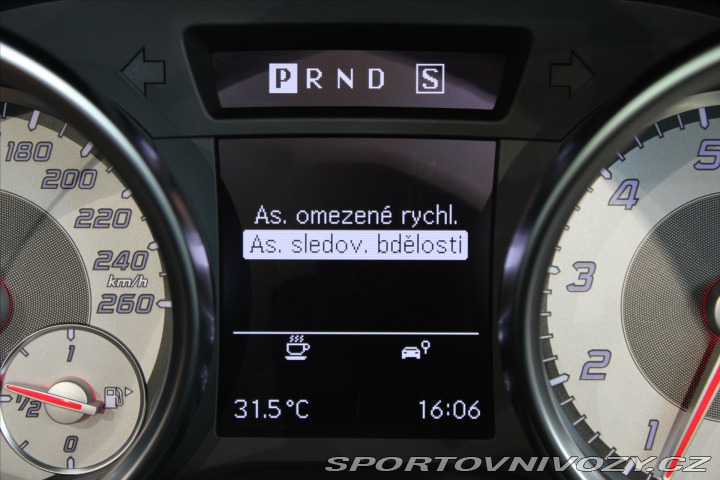 P R N D S
As. omezené rychl.
As. sledov. bdělosti
31.5°C 16:06
180
200
220
240
km/h
260
1
1/2
0
5
4
3
2
1
SPORTOVNIVOZY.CZ